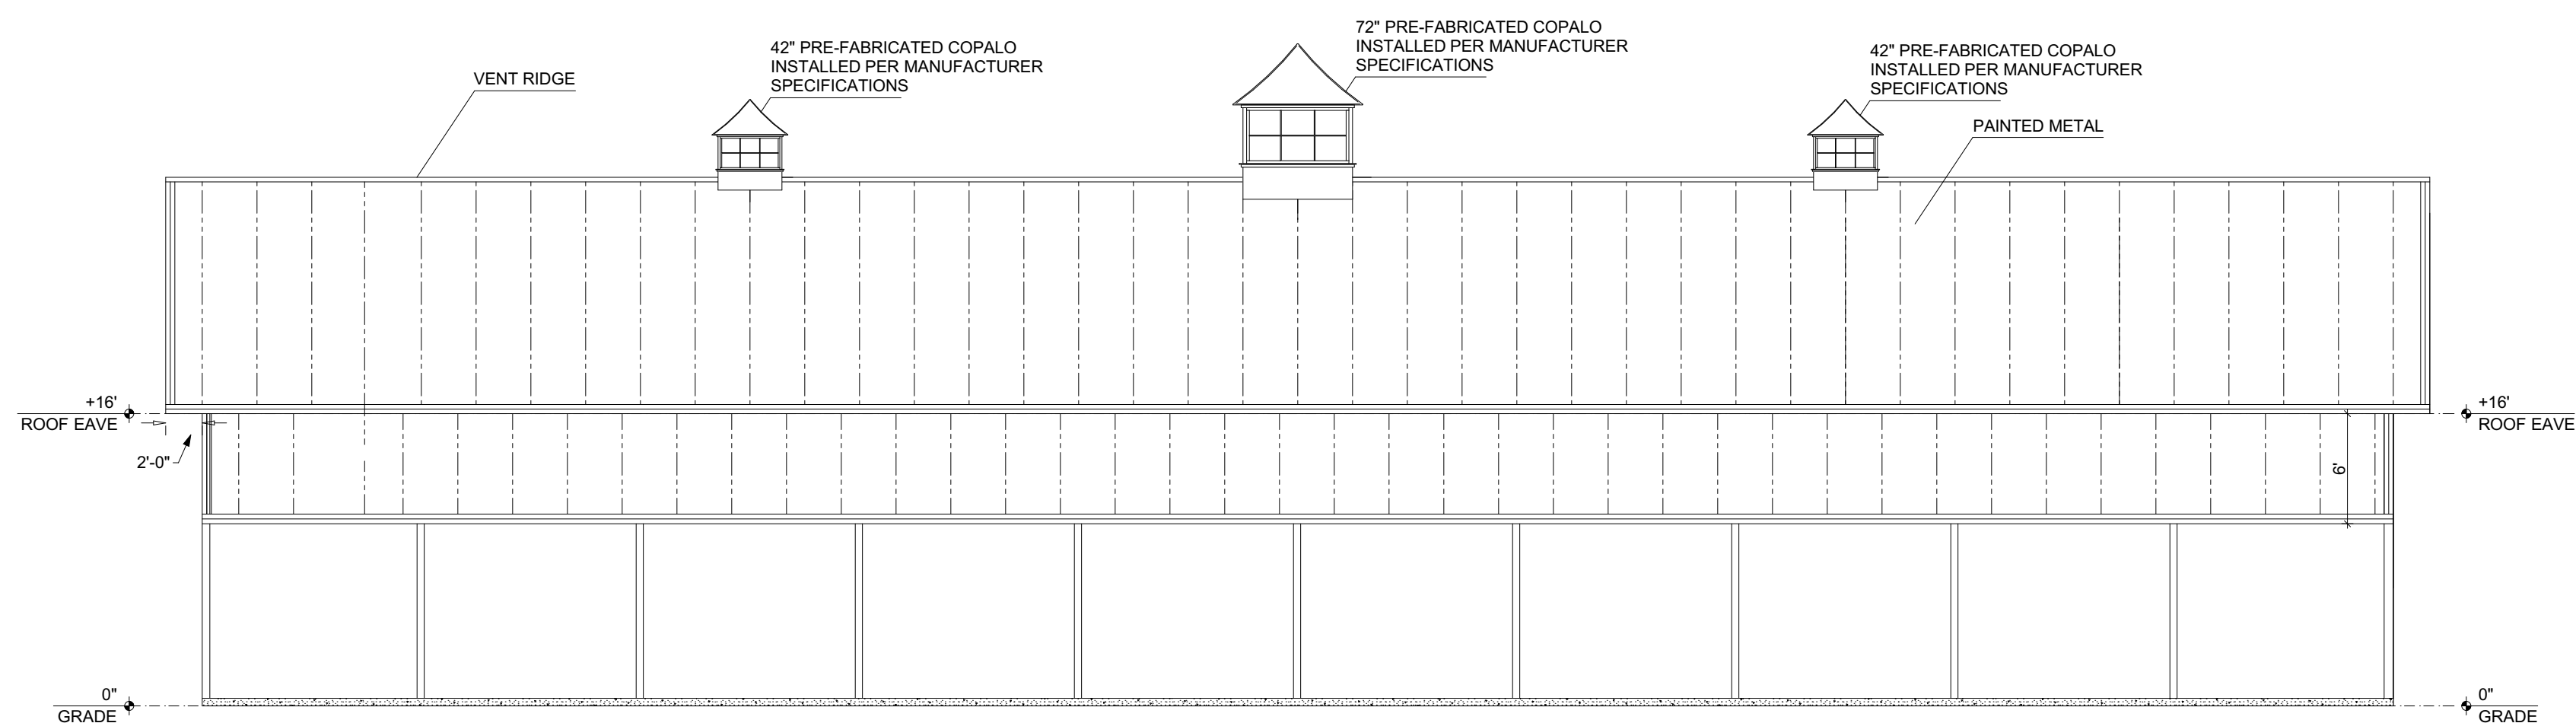 72" PRE-FABRICATED COPALO
INSTALLED PER MANUFACTURER
SPECIFICATIONS
42" PRE-FABRICATED COPALO
INSTALLED PER MANUFACTURER
SPECIFICATIONS
42" PRE-FABRICATED COPALO
INSTALLED PER MANUFACTURER
SPECIFICATIONS
VENT RIDGE
PAINTED METAL
+16'
ROOF EAVE
+16'
ROOF EAVE
2'-0"
6'
0"
GRADE
0"
GRADE